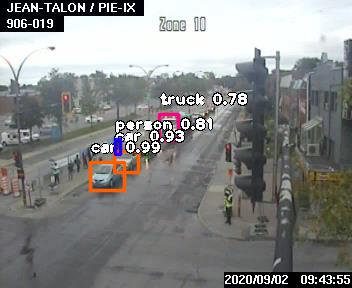 JEAN-TALON / PIE-IX
906-019
Zone 10
truck 0.78
person 0.81
car 0.93
car 0.99
2020/09/02 09:43:55